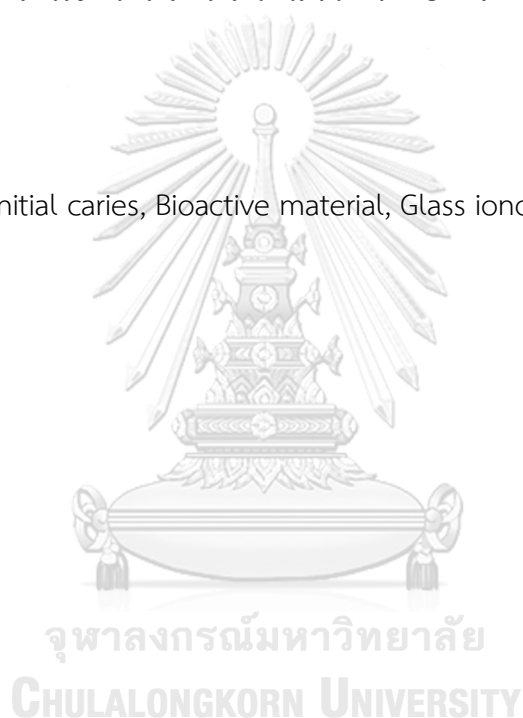 nitial caries, Bioactive material, Glass iono
จุฬาลงกรณ์มหาวิทยาลัย
CHULALONGKORN UNIVERSITY